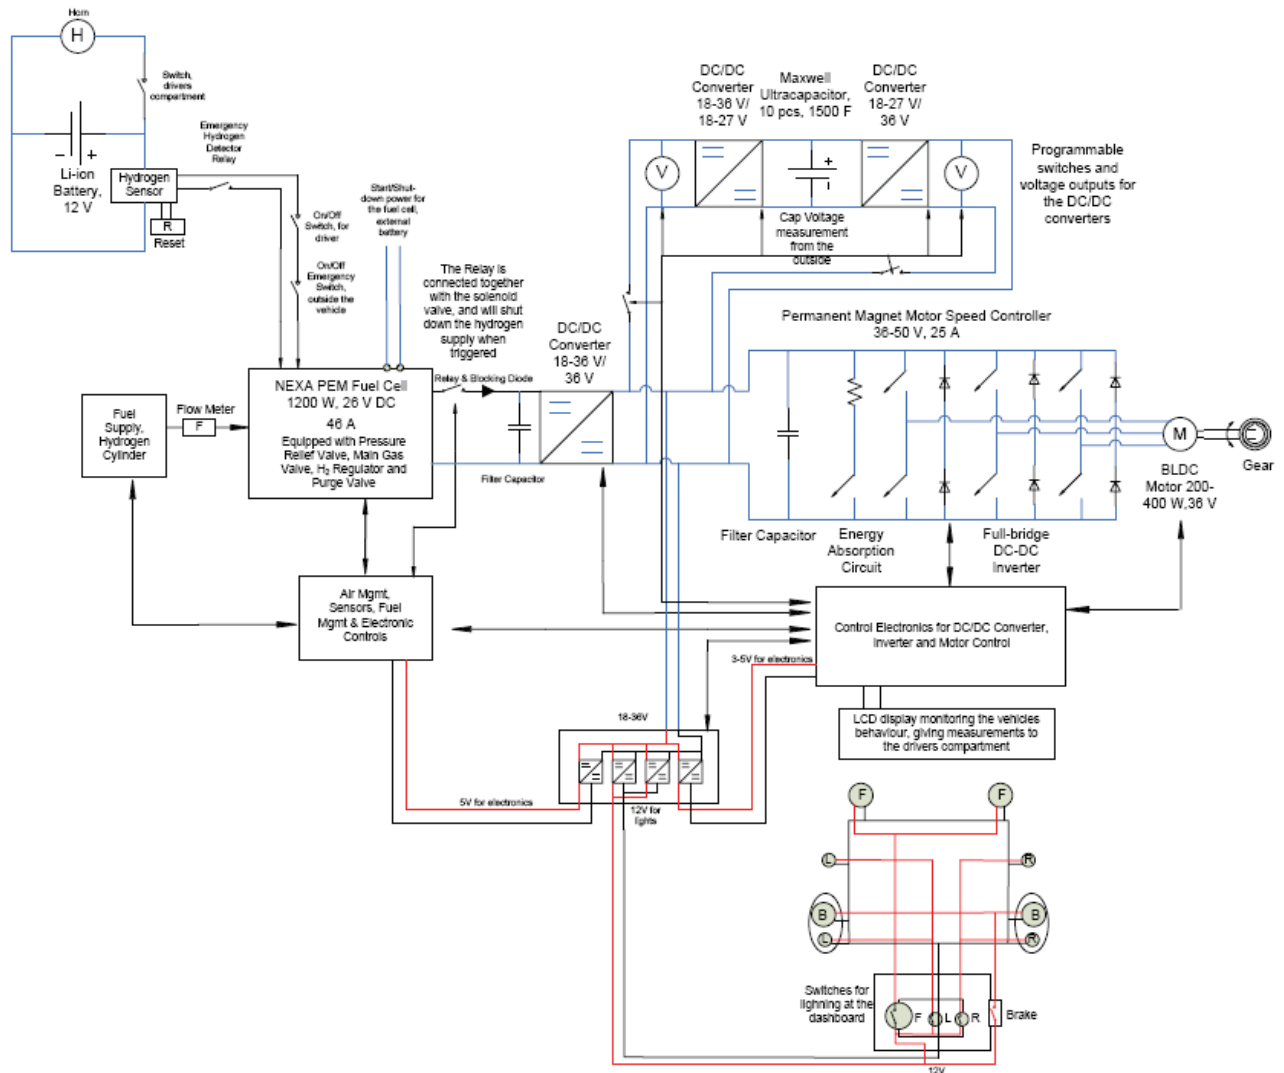 Horn
H
Switch,
drivers
compartment
Emergency
Hydrogen
Detector
Relay
Li-ion
Battery,
12 V
Hydrogen
Sensor
R
Reset
On/Off
Switch, for
driver
On/Off
Emergency
Switch,
outside the
vehicle
Start/Shut-
down power for
the fuel cell,
external
battery
The Relay is
connected together
with the solenoid
valve, and will shut
down the hydrogen
supply when
triggered
Relay & Blocking Diode
DC/DC
Converter
18-36 V/
36 V
DC/DC
Converter
18-36 V/
18-27 V
Maxwell
Ultracapacitor,
10 pcs, 1500 F
DC/DC
Converter
18-27 V/
36 V
V
V
Cap Voltage
measurement
from the
outside
Programmable
switches and
voltage outputs for
the DC/DC
converters
Permanent Magnet Motor Speed Controller
36-50 V, 25 A
Fuel
Supply,
Hydrogen
Cylinder
Flow Meter
F
NEXA PEM Fuel Cell
1200 W, 26 V DC
46 A
Equipped with Pressure
Relief Valve, Main Gas
Valve, H₂ Regulator and
Purge Valve
Filter Capacitor
Filter Capacitor
Energy
Absorption
Circuit
Full-bridge
DC-DC
Inverter
M
BLDC
Motor 200-
400 W,36 V
Gear
Air Mgmt,
Sensors, Fuel
Mgmt & Electronic
Controls
Control Electronics for DC/DC Converter,
Inverter and Motor Control
3-5V for electronics
LCD display monitoring the vehicles
behaviour, giving measurements to
the drivers compartment
18-36V
5V for electronics
12V for
lights
F
F
L
R
B
B
L
R
Switches for
lighning at the
dashboard
F
L
R
Brake
12V